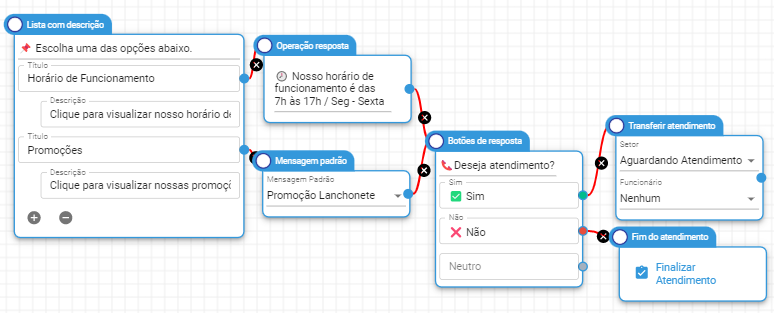 Lista com descrição
📌 Escolha uma das opções abaixo.
Título
Horário de Funcionamento
Descrição
Clique para visualizar nosso horário de
Título
Promoções
Descrição
Clique para visualizar nossas promoçõ
Operação resposta
🕗 Nosso horário de
funcionamento é das
7h às 17h / Seg - Sexta
Mensagem padrão
Mensagem Padrão
Promoção Lanchonete
Botões de resposta
📞Deseja atendimento?
Sim
✅ Sim
Não
❌ Não
Neutro
Transferir atendimento
Setor
Aguardando Atendimento
Funcionário
Nenhum
Fim do atendimento
Finalizar
Atendimento